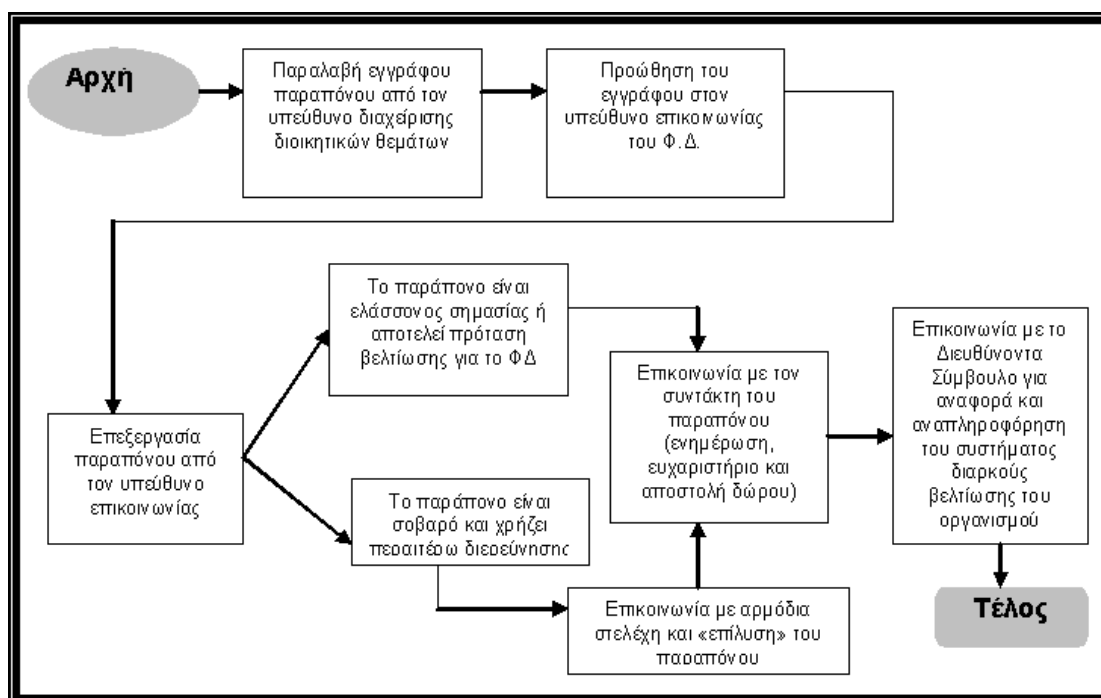 Αρχή
Παραλαβή εγγράφου
παραπόνου από τον
υπεύθυνο διαχείρισης
διοικητικών θεμάτων
Προώθηση του
εγγράφου στον
υπεύθυνο επικοινωνίας
του Φ.Δ.
Το παράπονο είναι
ελάσσονος σημασίας ή
αποτελεί πρόταση
βελτίωσης για το ΦΔ
Επεξεργασία
παραπόνου από
τον υπεύθυνο
επικοινωνίας
Το παράπονο είναι
σοβαρό και χρήζει
περαιτέρω διερεύνησης
Επικοινωνία με αρμόδια
στελέχη και «επίλυση» του
παραπόνου
Επικοινωνία με τον
συντάκτη του
παραπόνου
(ενημέρωση,
ευχαριστήριο και
αποστολή δώρου)
Επικοινωνία με το
Διευθύνοντα
Σύμβουλο για
αναφορά και
αναπληροφόρηση
του συστήματος
διαρκούς
βελτίωσης του
οργανισμού
Τέλος